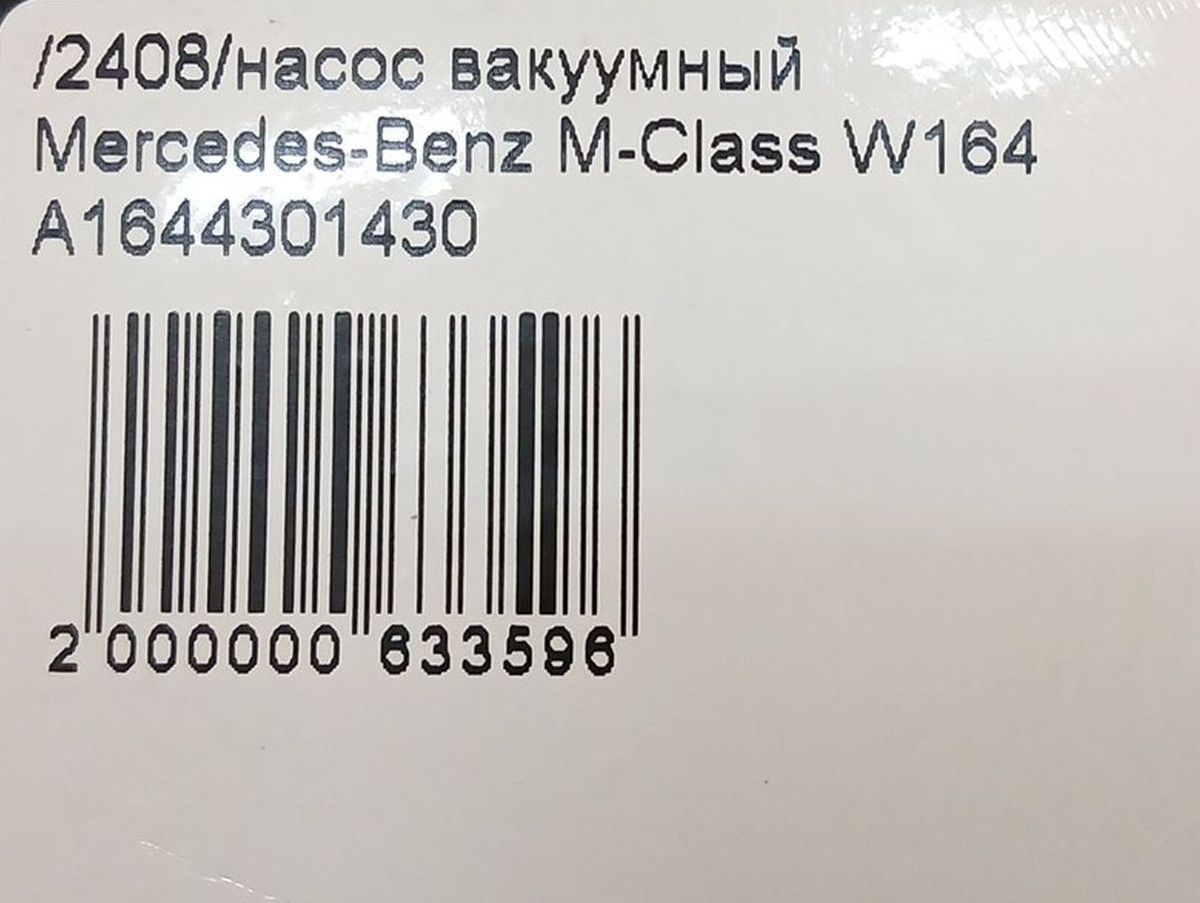 /2408/насос вакуумный
Mercedes-Benz M-Class W164
A1644301430
2 000000 633596